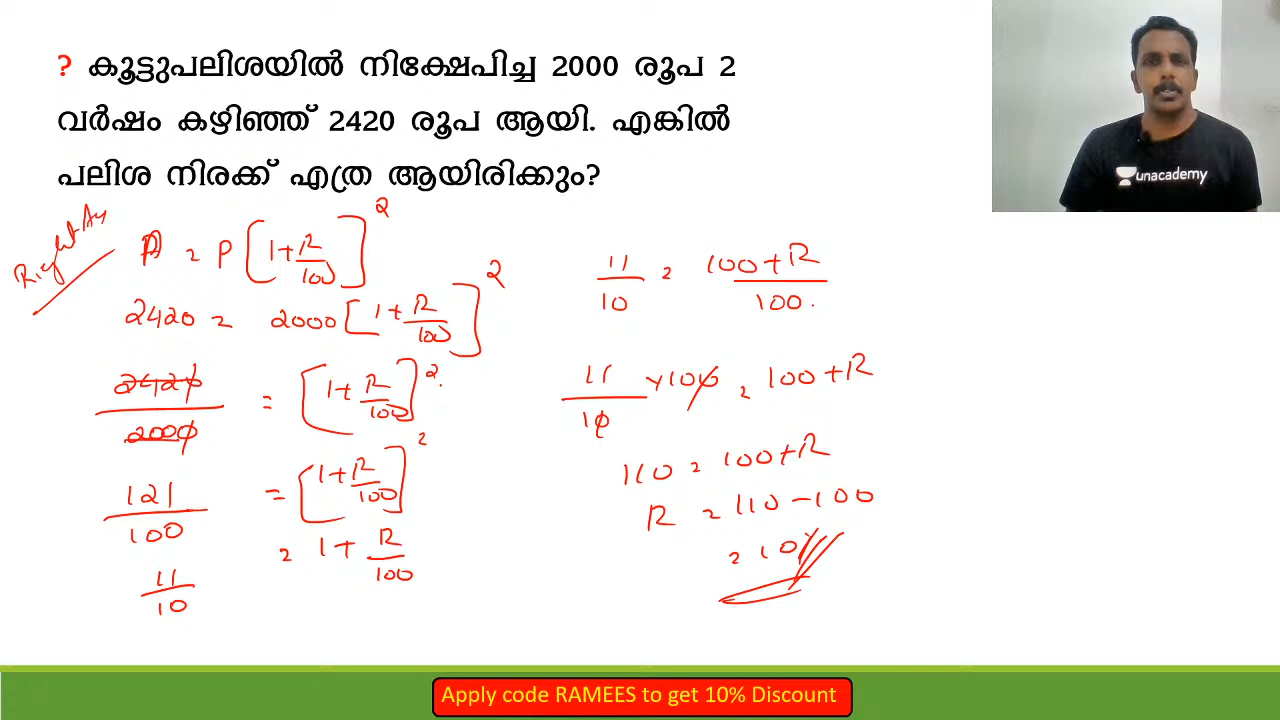 ? കൂട്ടുപലിശയിൽ നിക്ഷേപിച്ച 2000 രൂപ 2
വർഷം കഴിഞ്ഞ് 2420 രൂപ ആയി. എങ്കിൽ
പലിശ നിരക്ക് എത്ര ആയിരിക്കും?
unacademy
Right An
A = P [1 + R/100]²
2420 = 2000 [1 + R/100]²
2420/2000 = [1 + R/100]²
121/100 = [1 + R/100]²
11/10 = 1 + R/100
11/10 = 100 + R/100.
11/10 × 100 = 100 + R
110 = 100 + R
R = 110 - 100
= 10
Apply code RAMEES to get 10% Discount